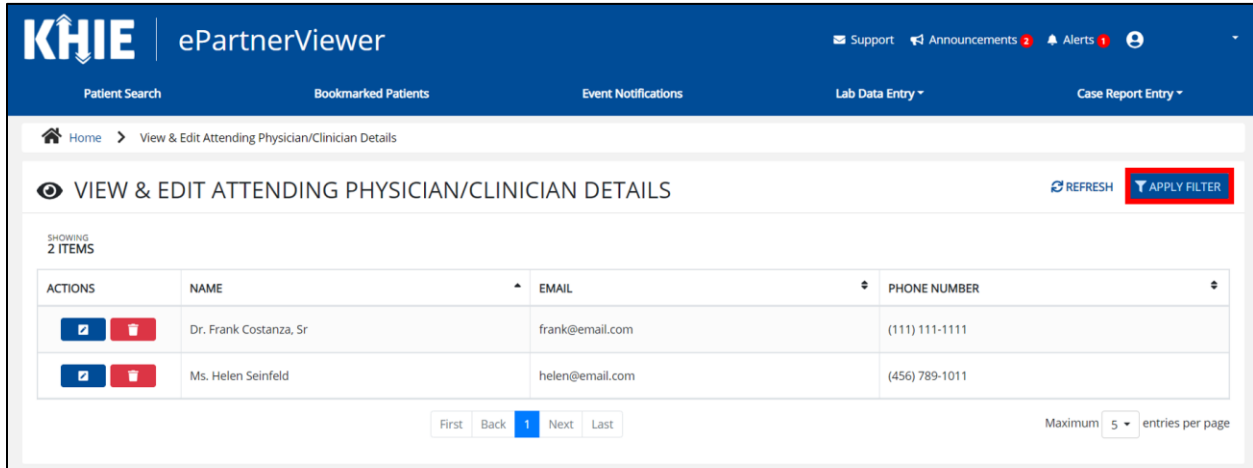 KHIE ePartnerViewer Support Announcements 2 Alerts 1
Patient Search Bookmarked Patients Event Notifications Lab Data Entry Case Report Entry
Home > View & Edit Attending Physician/Clinician Details
VIEW & EDIT ATTENDING PHYSICIAN/CLINICIAN DETAILS REFRESH APPLY FILTER
SHOWING
2 ITEMS
ACTIONS NAME EMAIL PHONE NUMBER
Dr. Frank Costanza, Sr frank@email.com (111) 111-1111
Ms. Helen Seinfeld helen@email.com (456) 789-1011
First Back 1 Next Last Maximum 5 entries per page